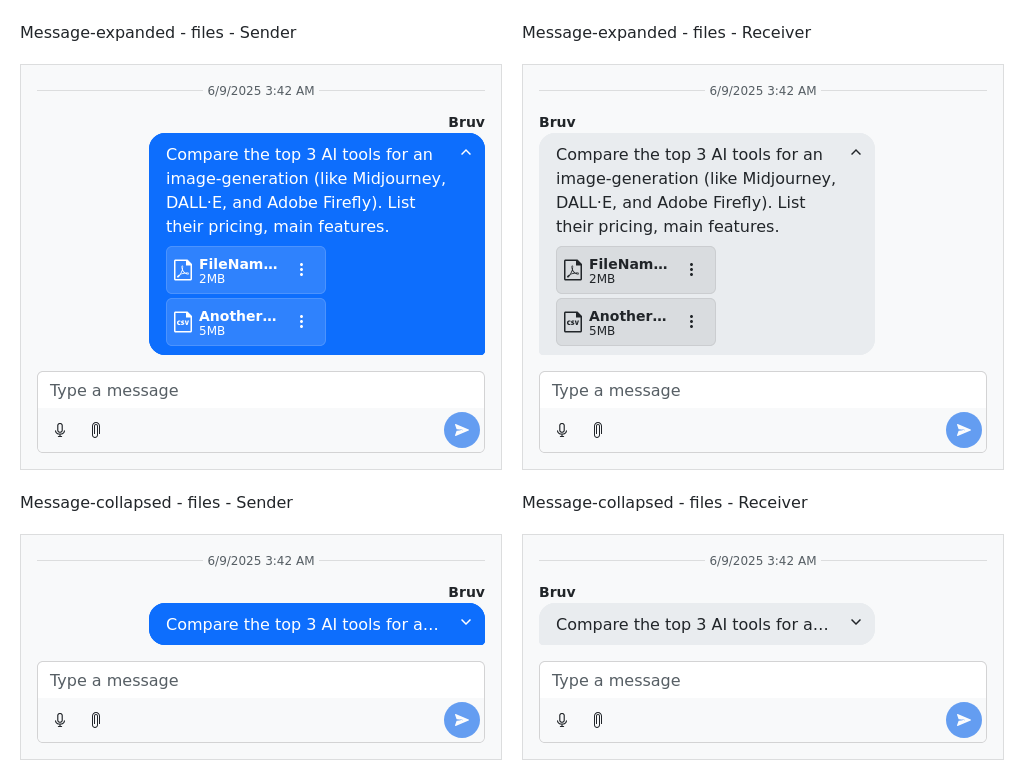 Message-expanded - files - Sender
6/9/2025 3:42 AM
Bruv
Compare the top 3 AI tools for an
image-generation (like Midjourney,
DALL·E, and Adobe Firefly). List
their pricing, main features.
FileNam...
2MB
CSV
Another...
5MB
Type a message
Message-expanded - files - Receiver
6/9/2025 3:42 AM
Bruv
Compare the top 3 AI tools for an
image-generation (like Midjourney,
DALL·E, and Adobe Firefly). List
their pricing, main features.
FileNam...
2MB
CSV
Another...
5MB
Type a message
Message-collapsed - files - Sender
6/9/2025 3:42 AM
Bruv
Compare the top 3 AI tools for a...
Type a message
Message-collapsed - files - Receiver
6/9/2025 3:42 AM
Bruv
Compare the top 3 AI tools for a...
Type a message